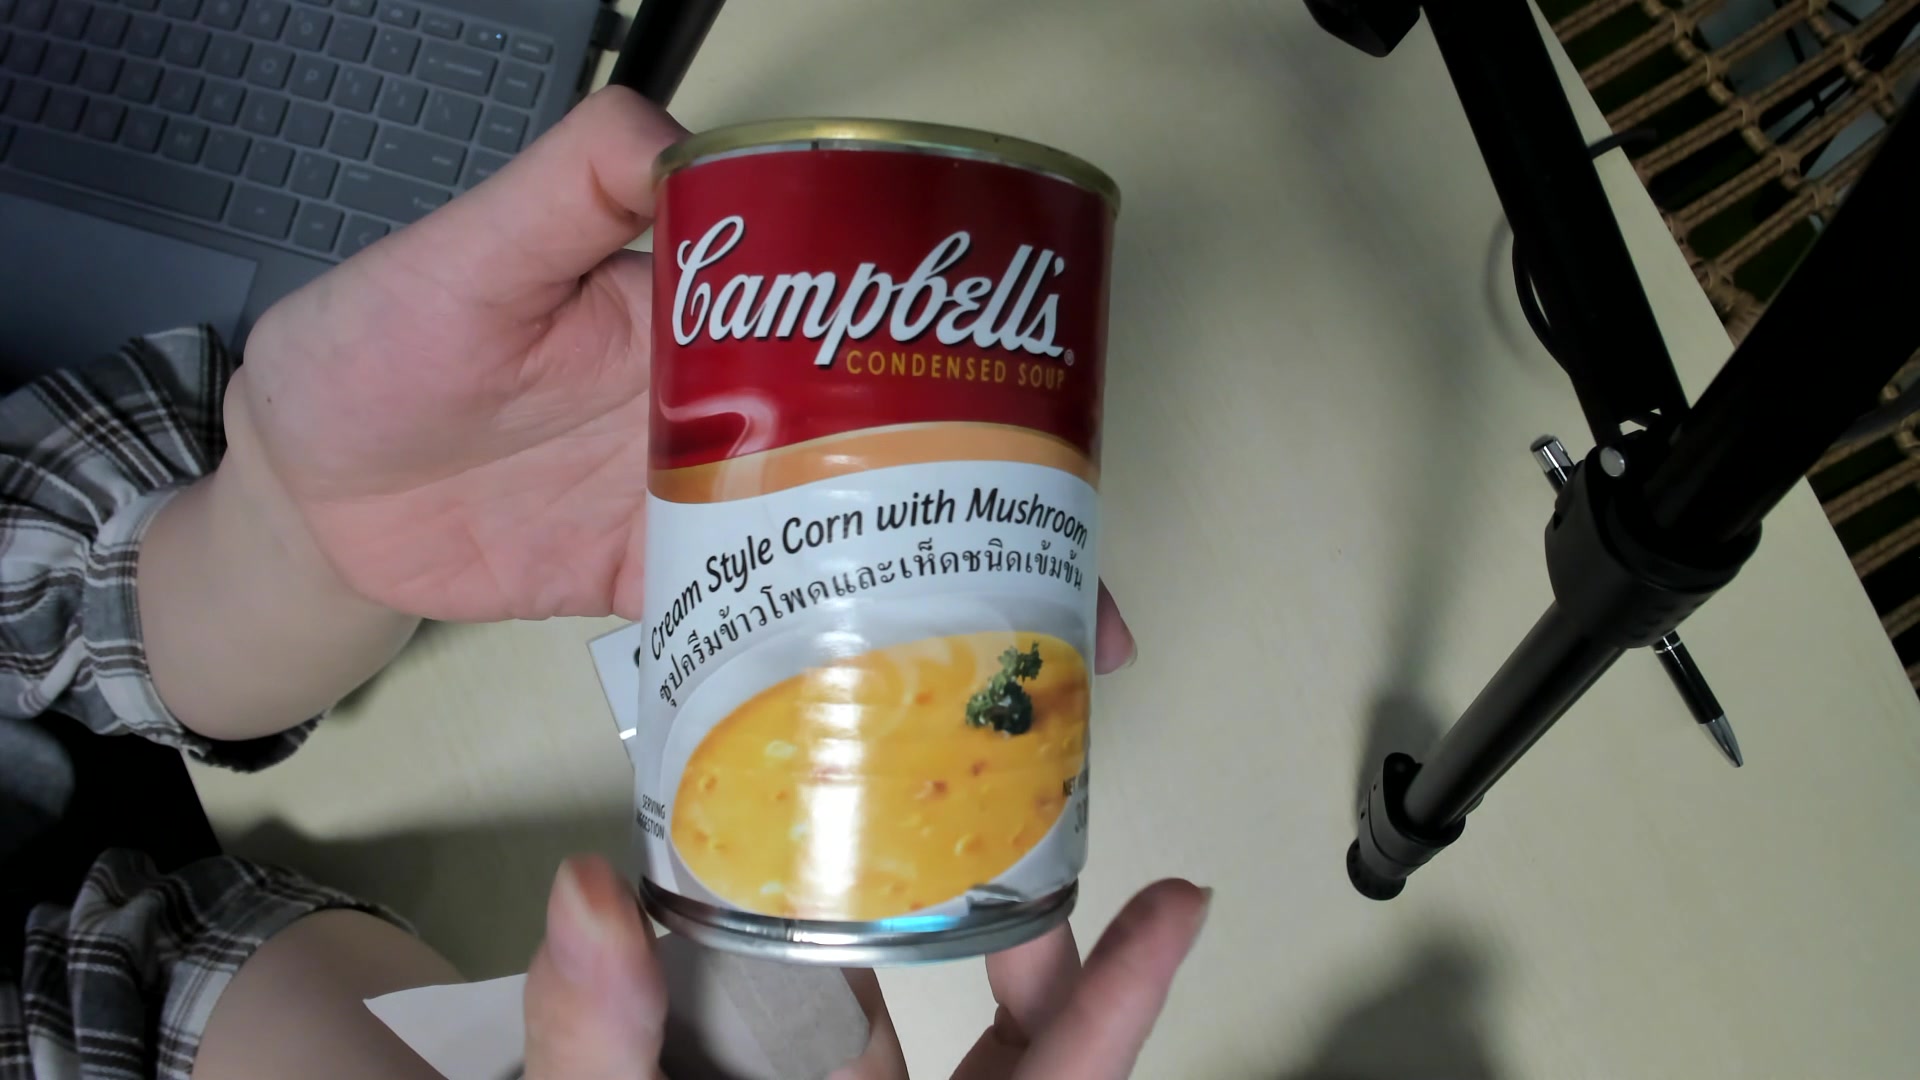 Campbell's®
CONDENSED SOUP
Cream Style Corn with Mushroom
ซุปครีมข้าวโพดและเห็ดชนิดเข้มข้น
SERVING
NET